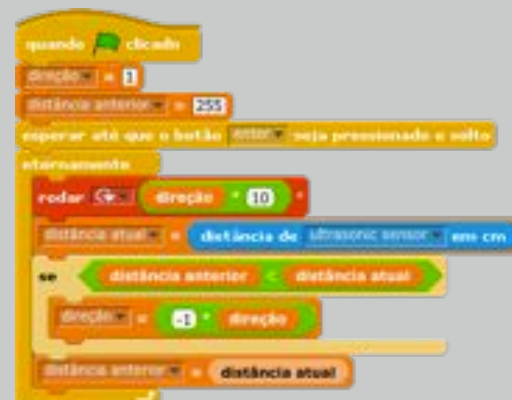 quando clicado
direção = 1
distância anterior = 255
esperar até que o botão enter seja pressionado e solto
eternamente
rodar direção * 10 °
distância atual = distância de ultrasonic sensor em cm
se distância anterior < distância atual
direção = -1 * direção
distância anterior = distância atual